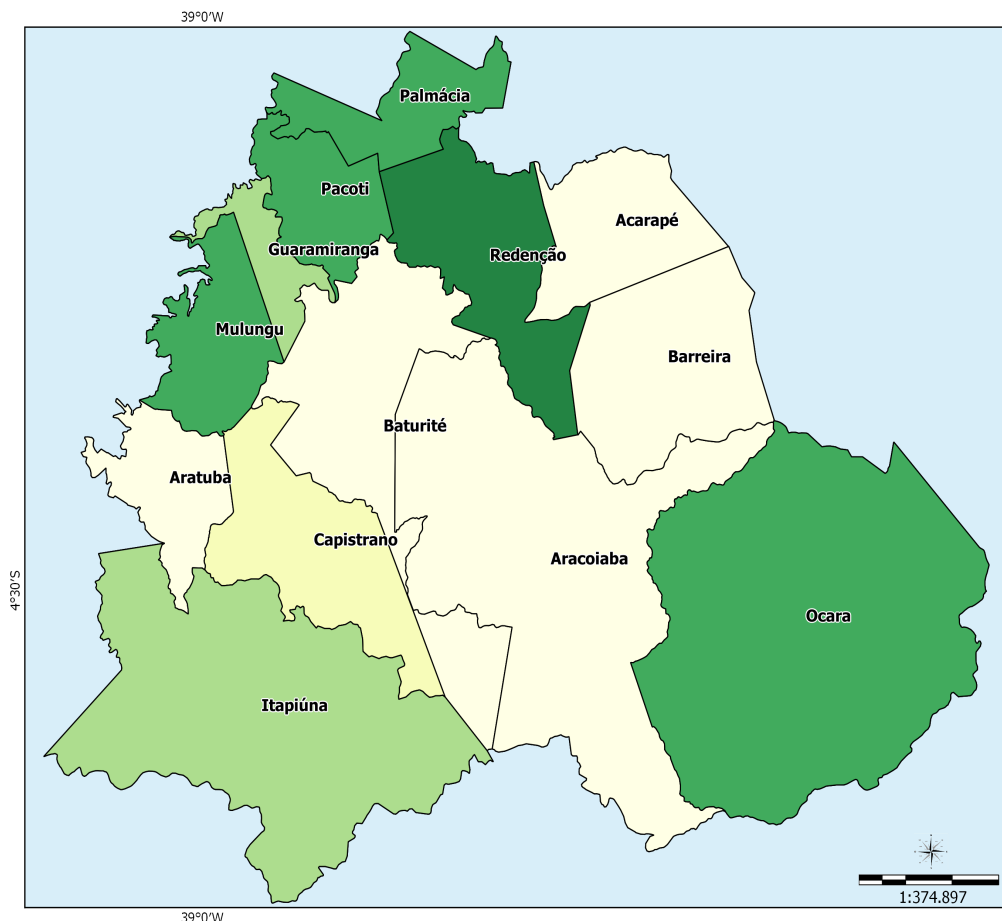 39°0'W
Palmácia
Pacoti
Acarapé
Guaramiranga
Redenção
Mulungu
Barreira
Baturité
Aratuba
Capistrano
Aracoiaba
4°30'S
Ocara
Itapiúna
1:374.897
39°0'W